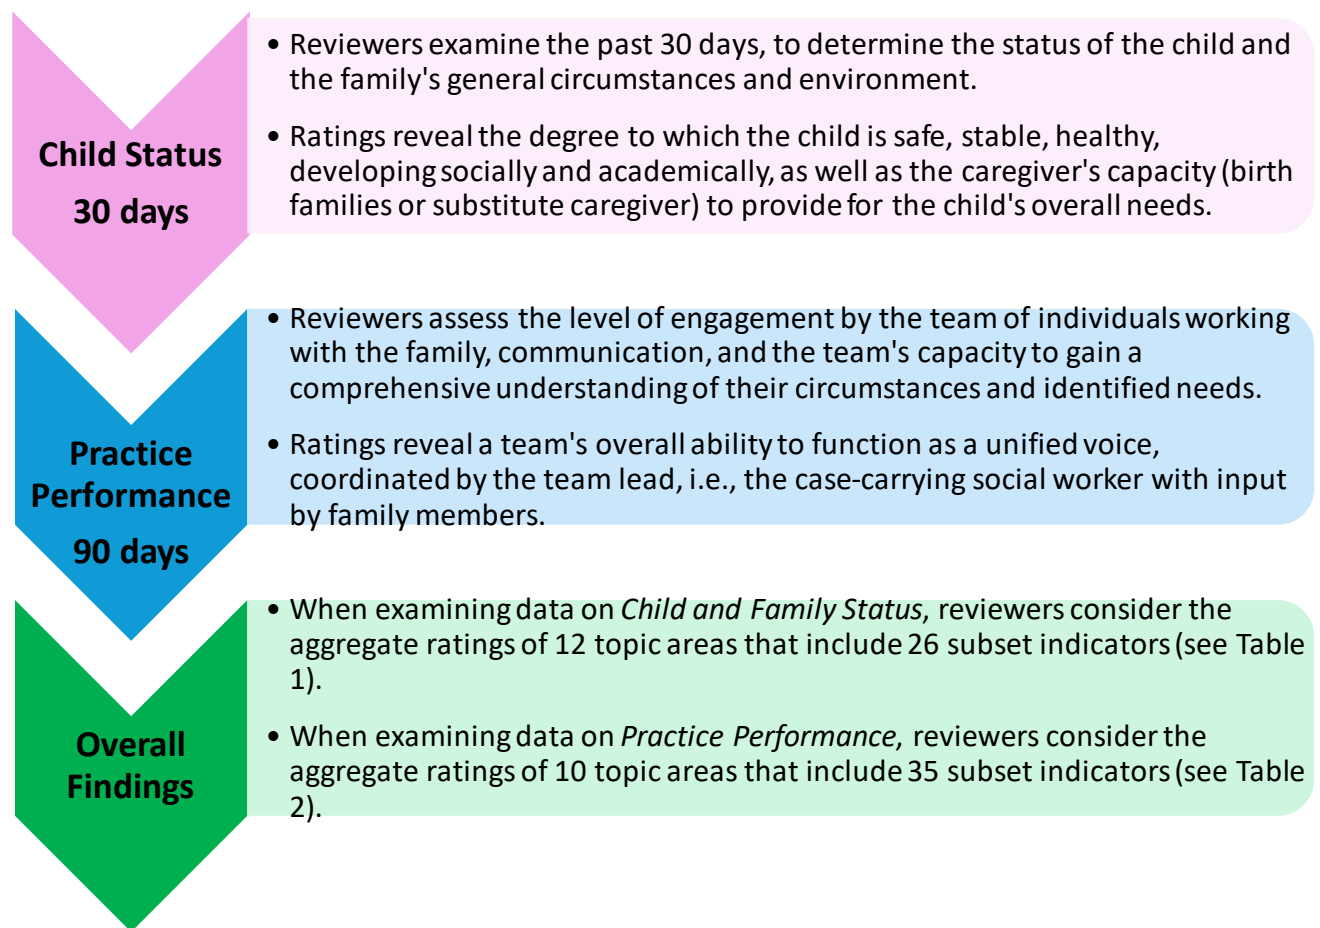 Child Status
30 days
• Reviewers examine the past 30 days, to determine the status of the child and
the family's general circumstances and environment.
• Ratings reveal the degree to which the child is safe, stable, healthy,
developing socially and academically, as well as the caregiver's capacity (birth
families or substitute caregiver) to provide for the child's overall needs.
Practice
Performance
90 days
• Reviewers assess the level of engagement by the team of individuals working
with the family, communication, and the team's capacity to gain a
comprehensive understanding of their circumstances and identified needs.
• Ratings reveal a team's overall ability to function as a unified voice,
coordinated by the team lead, i.e., the case-carrying social worker with input
by family members.
Overall
Findings
• When examining data on Child and Family Status, reviewers consider the
aggregate ratings of 12 topic areas that include 26 subset indicators (see Table
1).
• When examining data on Practice Performance, reviewers consider the
aggregate ratings of 10 topic areas that include 35 subset indicators (see Table
2).